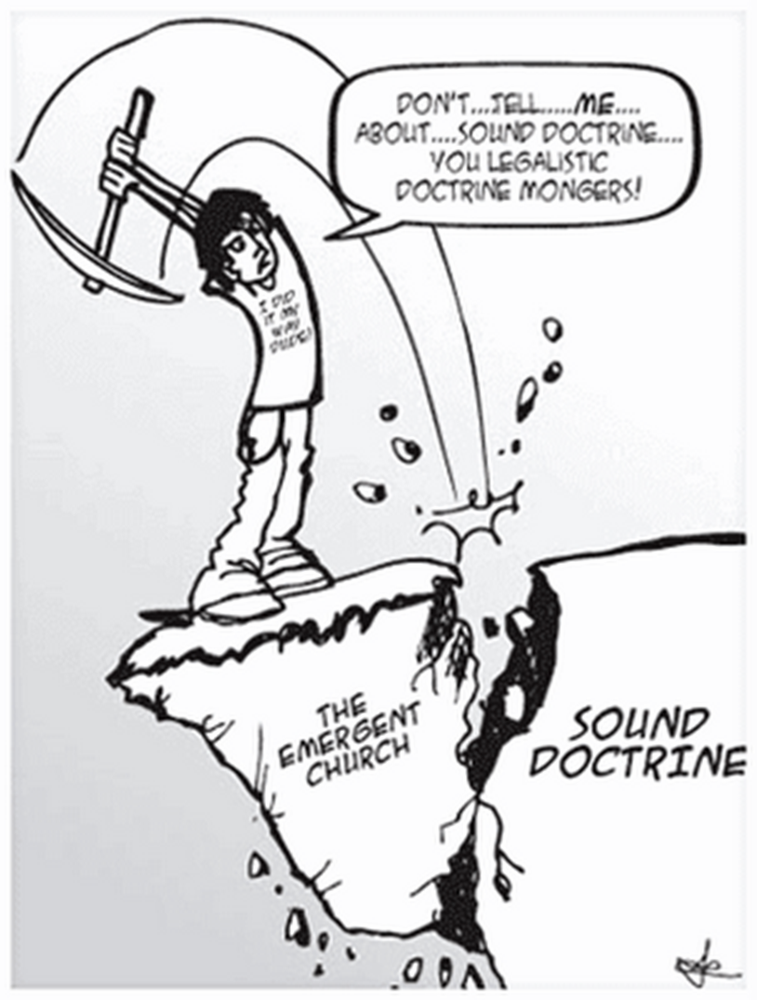 DON'T...TELL.....ME....
ABOUT....SOUND DOCTRINE....
YOU LEGALISTIC
DOCTRINE MONGERS!
I DID
IT MY
WAY
DUDE!
THE
EMERGENT
CHURCH
SOUND
DOCTRINE